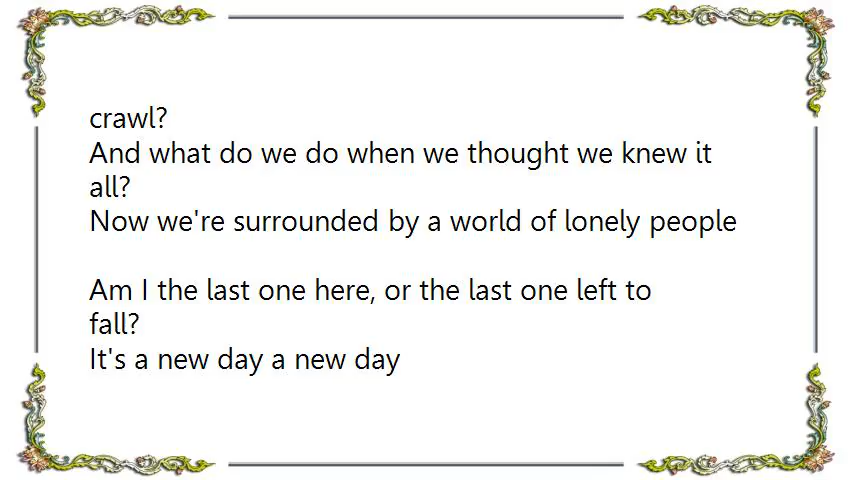 crawl?
And what do we do when we thought we knew it
all?
Now we're surrounded by a world of lonely people
Am I the last one here, or the last one left to
fall?
It's a new day a new day